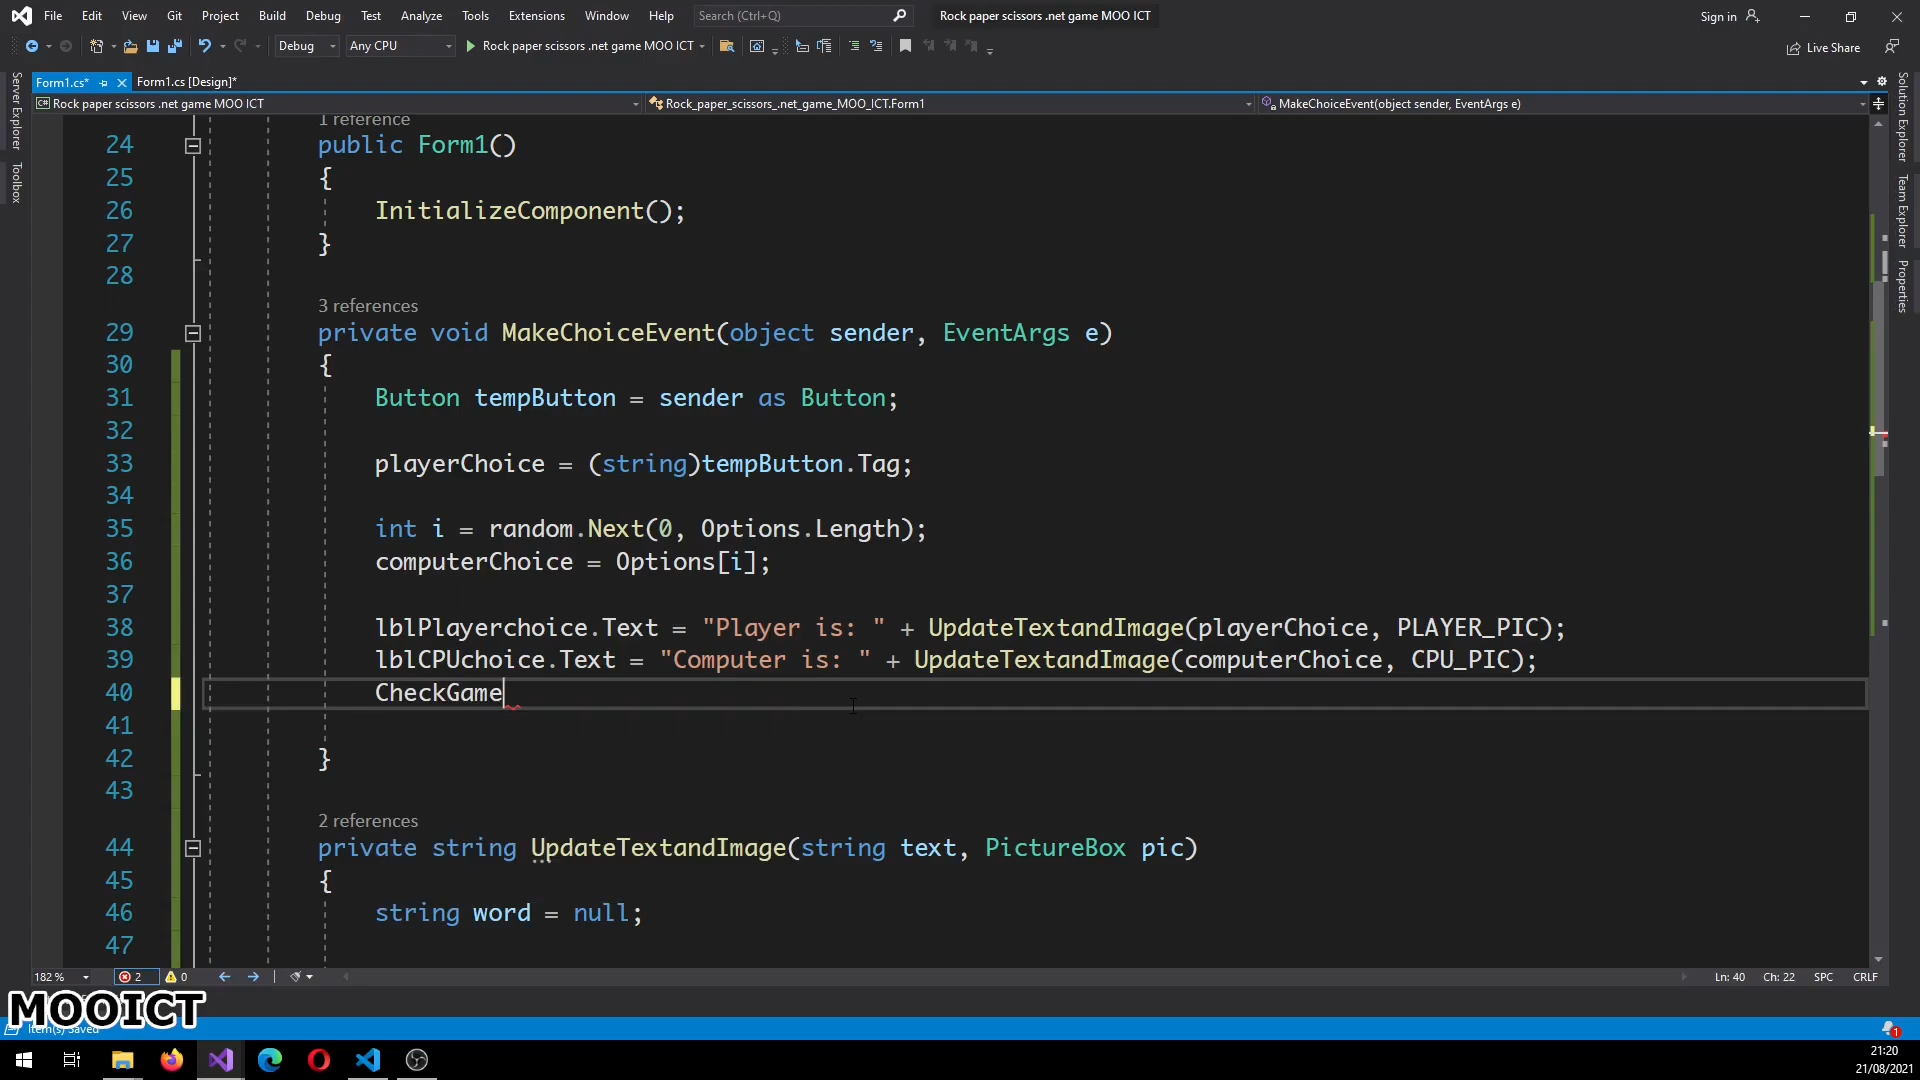 File Edit View Git Project Build Debug Test Analyze Tools Extensions Window Help Search (Ctrl+Q) Rock paper scissors .net game MOO ICT Sign in
Debug Any CPU Rock paper scissors .net game MOO ICT Live Share
Form1.cs* Form1.cs [Design]*
Rock paper scissors .net game MOO ICT Rock_paper_scissors_.net_game_MOO_ICT.Form1 MakeChoiceEvent(object sender, EventArgs e)
Server Explorer
Toolbox
Solution Explorer
Team Explorer
Properties
1 reference
24 public Form1()
25 {
26 InitializeComponent();
27 }
28
3 references
29 private void MakeChoiceEvent(object sender, EventArgs e)
30 {
31 Button tempButton = sender as Button;
32
33 playerChoice = (string)tempButton.Tag;
34
35 int i = random.Next(0, Options.Length);
36 computerChoice = Options[i];
37
38 lblPlayerchoice.Text = "Player is: " + UpdateTextandImage(playerChoice, PLAYER_PIC);
39 lblCPUchoice.Text = "Computer is: " + UpdateTextandImage(computerChoice, CPU_PIC);
40 CheckGame
41
42 }
43
2 references
44 private string UpdateTextandImage(string text, PictureBox pic)
45 {
46 string word = null;
47
182 % 2 0 Ln: 40 Ch: 22 SPC CRLF
MOOICT
Item(s) Saved
1
21:20
21/08/2021